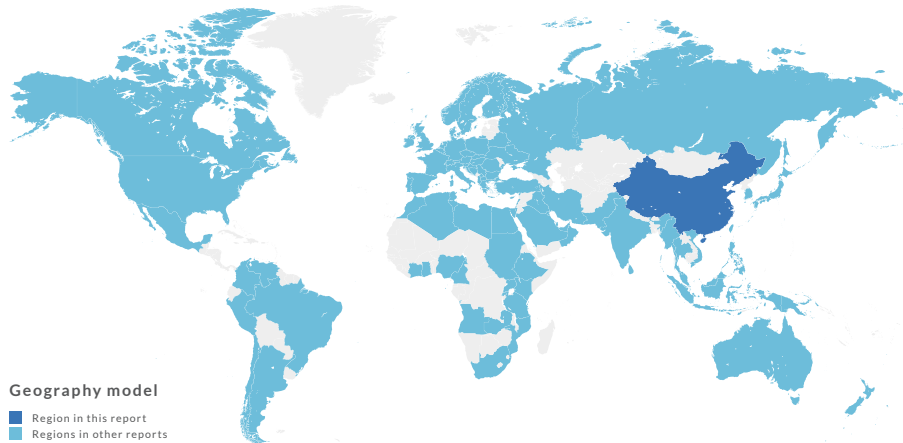 Geography model
Region in this report
Regions in other reports